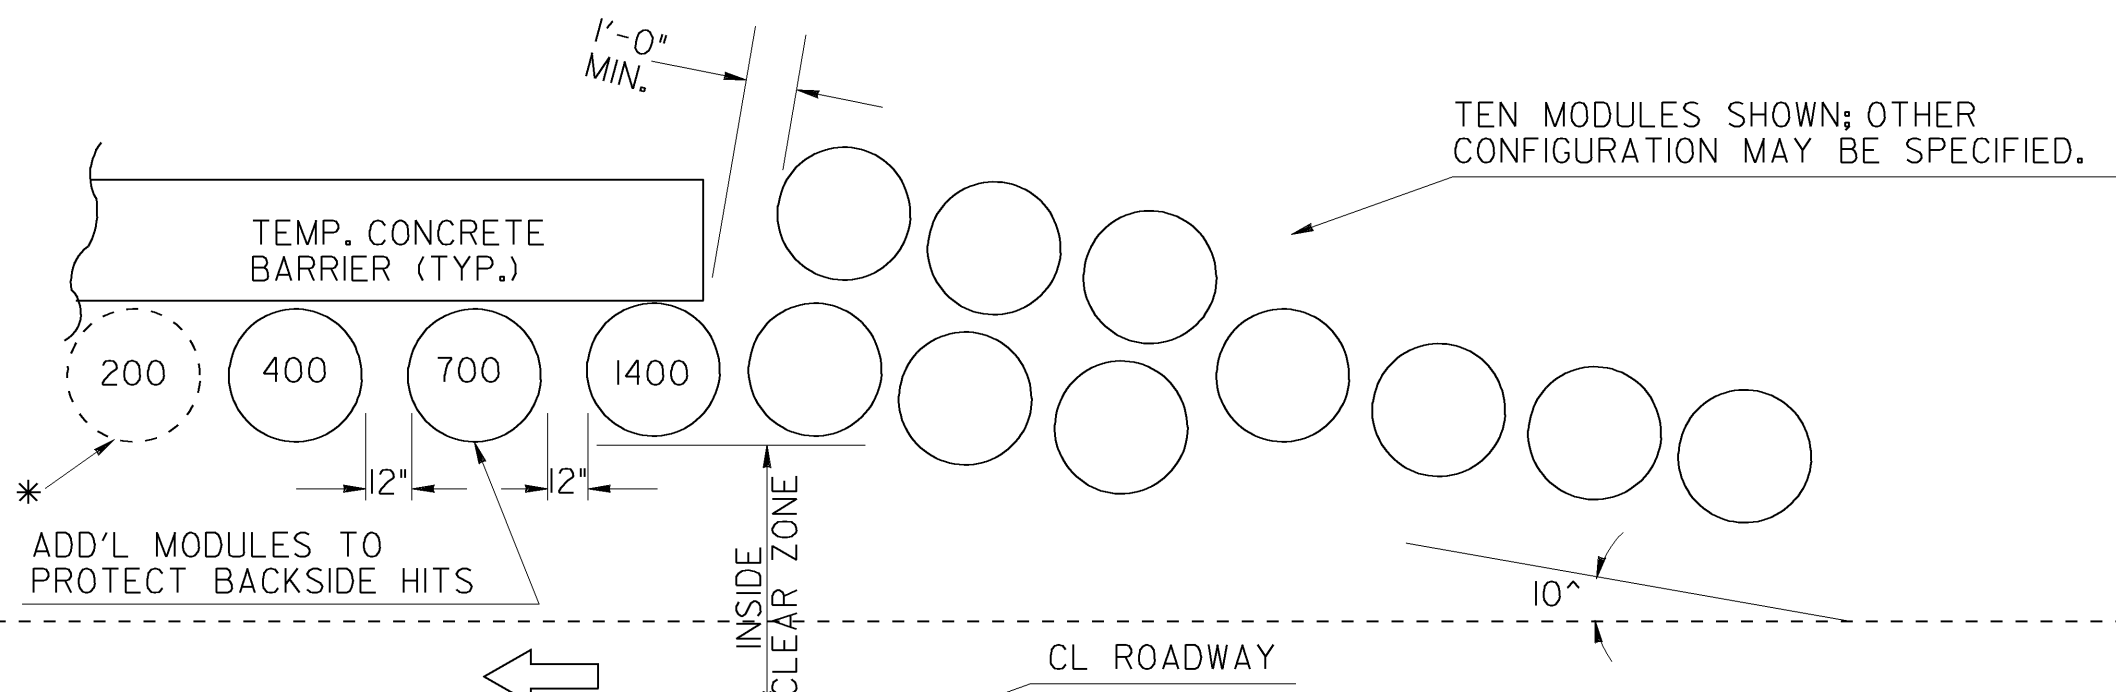 1'-0"
MIN.
TEN MODULES SHOWN; OTHER
CONFIGURATION MAY BE SPECIFIED.
TEMP. CONCRETE
BARRIER (TYP.)
200
400
700
1400
*
12"
12"
ADD'L MODULES TO
PROTECT BACKSIDE HITS
INSIDE
CLEAR ZONE
10^
CL ROADWAY